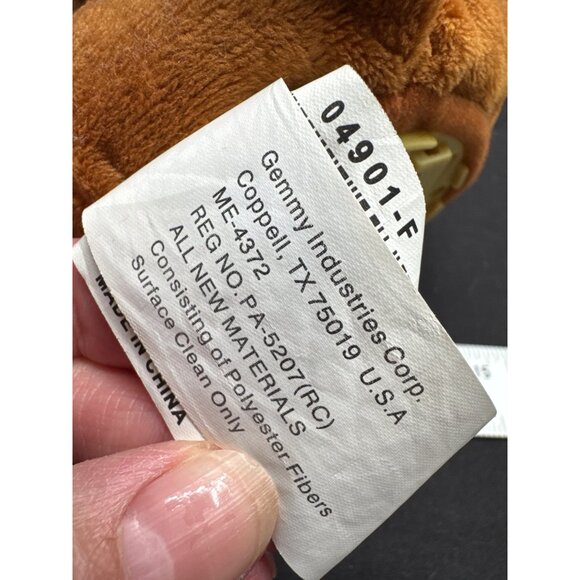 04901-F
Gemmy Industries Corp.,
Coppell, TX 75019 U.S.A
ME-4372
REG NO. PA-5207(RC)
ALL NEW MATERIALS
Consisting of Polyester Fibers
Surface Clean Only
MADE IN CHINA